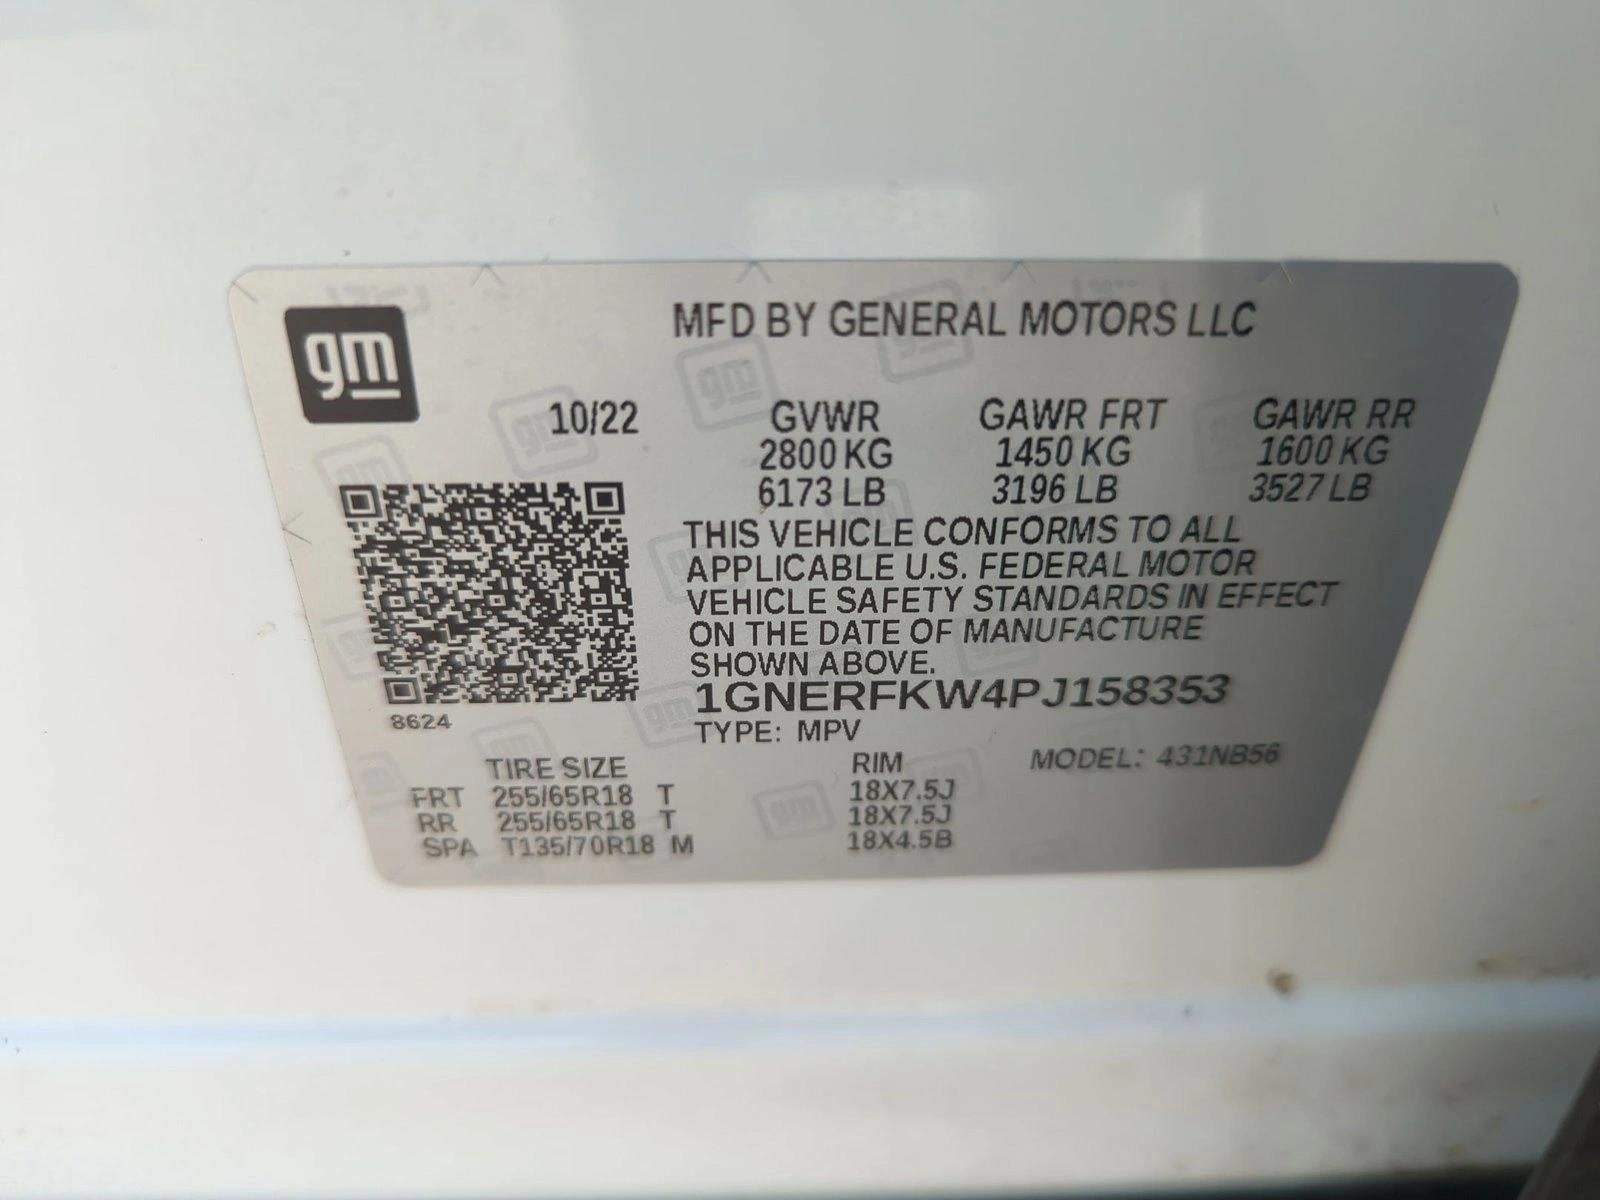 gm
MFD BY GENERAL MOTORS LLC
10/22 GVWR GAWR FRT GAWR RR
2800 KG 1450 KG 1600 KG
6173 LB 3196 LB 3527 LB
THIS VEHICLE CONFORMS TO ALL
APPLICABLE U.S. FEDERAL MOTOR
VEHICLE SAFETY STANDARDS IN EFFECT
ON THE DATE OF MANUFACTURE
SHOWN ABOVE.
1GNERFKW4PJ158353
8624
TYPE: MPV
TIRE SIZE RIM MODEL: 431NB56
FRT 255/65R18 T 18X7.5J
RR 255/65R18 T 18X7.5J
SPA T135/70R18 M 18X4.5B